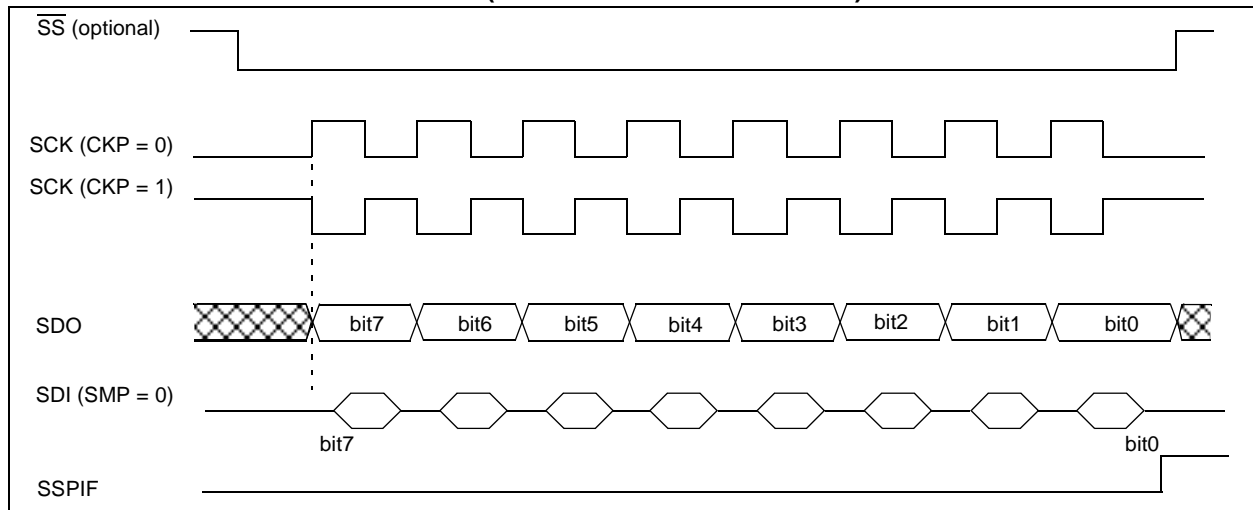 SS (optional)
SCK (CKP = 0)
SCK (CKP = 1)
SDO bit7 bit6 bit5 bit4 bit3 bit2 bit1 bit0
SDI (SMP = 0)
bit7 bit0
SSPIF